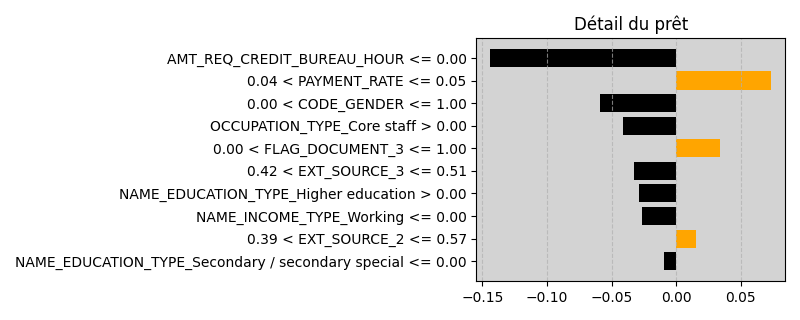 Détail du prêt
AMT_REQ_CREDIT_BUREAU_HOUR <= 0.00
0.04 < PAYMENT_RATE <= 0.05
0.00 < CODE_GENDER <= 1.00
OCCUPATION_TYPE_Core staff > 0.00
0.00 < FLAG_DOCUMENT_3 <= 1.00
0.42 < EXT_SOURCE_3 <= 0.51
NAME_EDUCATION_TYPE_Higher education > 0.00
NAME_INCOME_TYPE_Working <= 0.00
0.39 < EXT_SOURCE_2 <= 0.57
NAME_EDUCATION_TYPE_Secondary / secondary special <= 0.00
−0.15 −0.10 −0.05 0.00 0.05